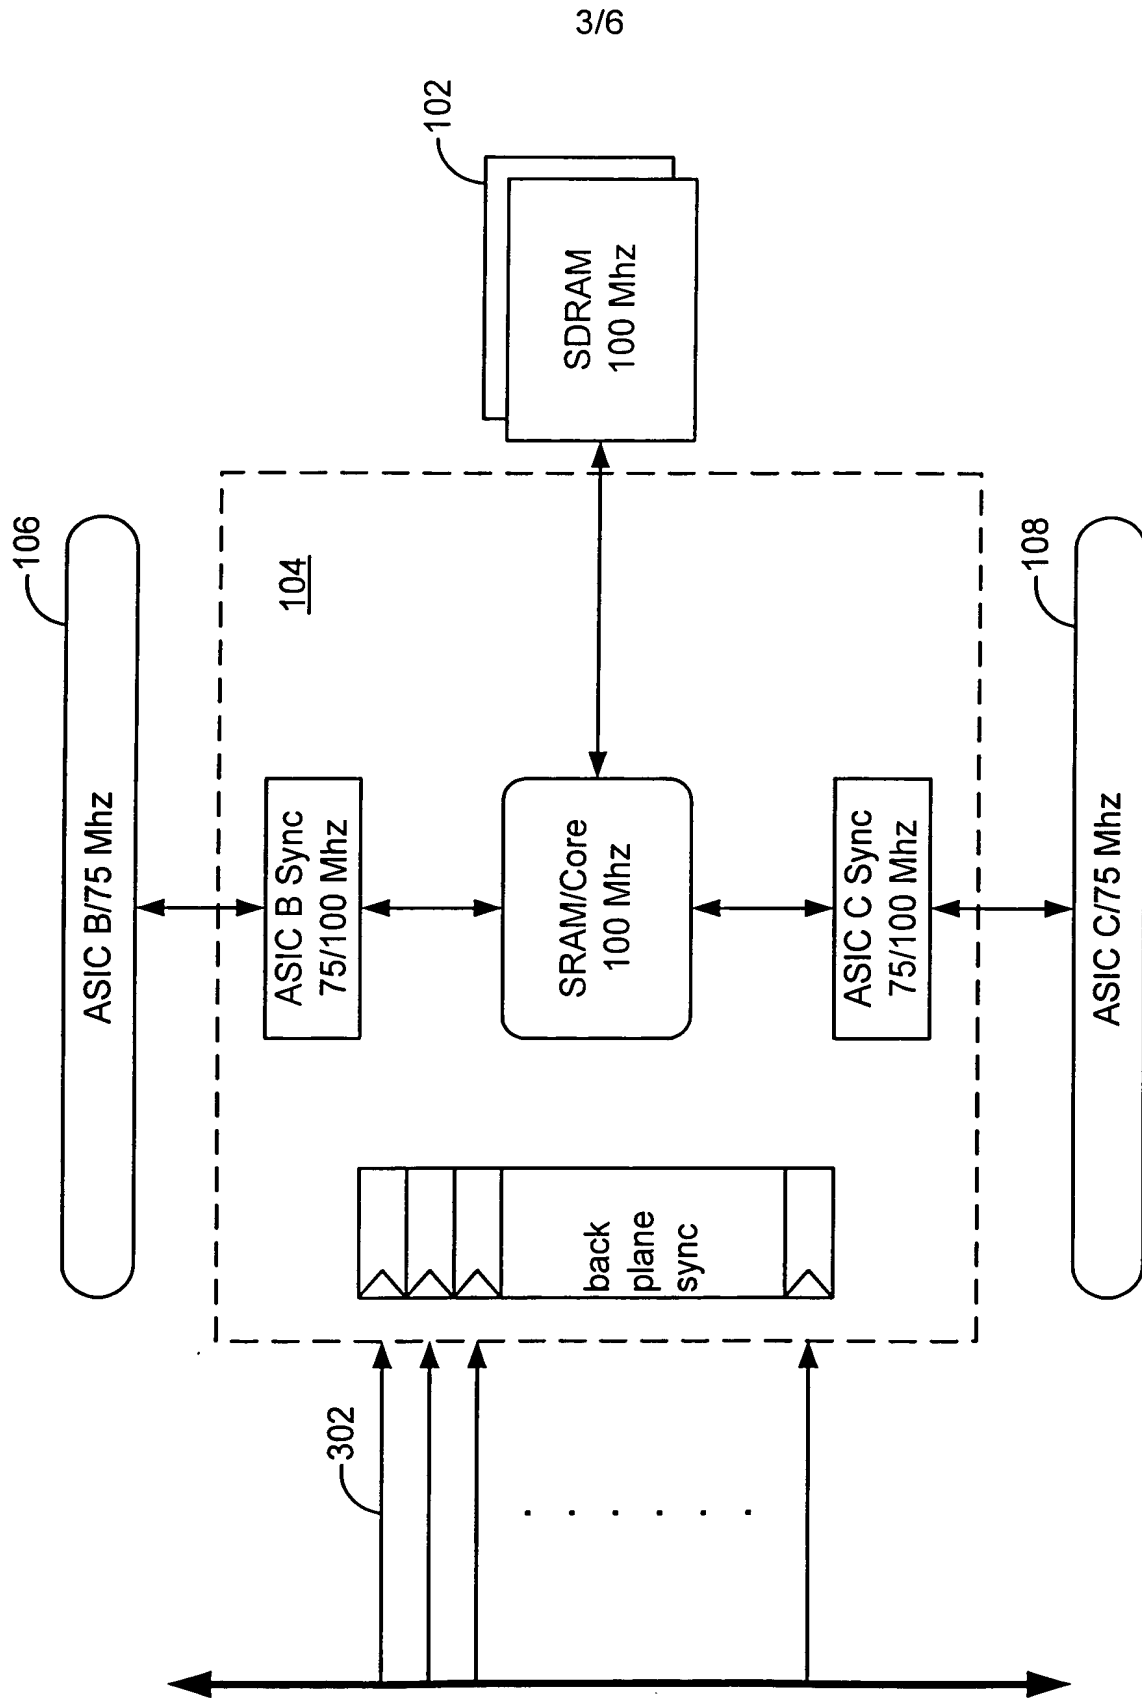 3/6
102
SDRAM
100 Mhz
106
ASIC B/75 Mhz
104
ASIC B Sync
75/100 Mhz
SRAM/Core
100 Mhz
ASIC C Sync
75/100 Mhz
108
ASIC C/75 Mhz
back
plane
sync
302